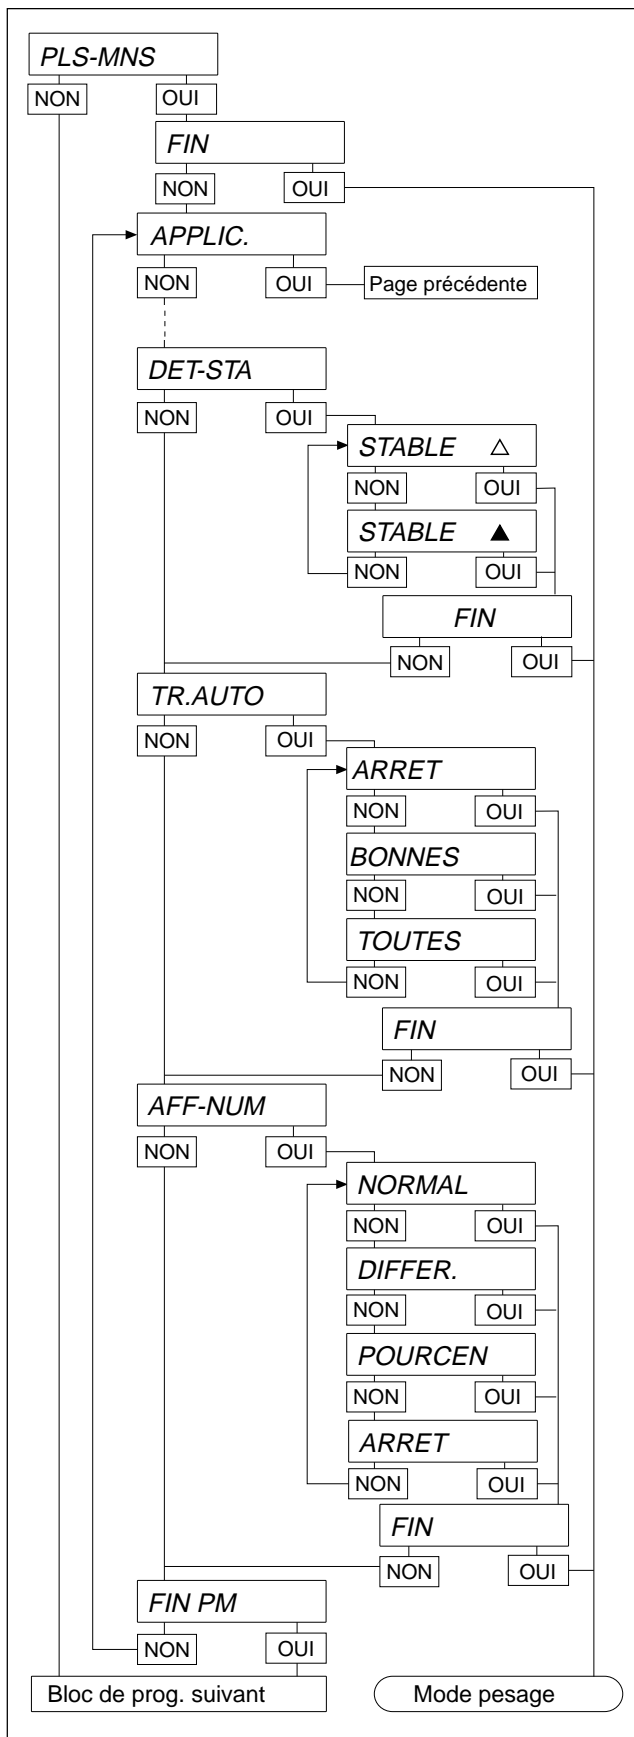 PLS-MNS
NON OUI
FIN
NON OUI
APPLIC.
NON OUI Page précédente
DET-STA
NON OUI
STABLE △
NON OUI
STABLE ▲
NON OUI
FIN
NON OUI
TR.AUTO
NON OUI
ARRET
NON OUI
BONNES
NON OUI
TOUTES
NON OUI
FIN
NON OUI
AFF-NUM
NON OUI
NORMAL
NON OUI
DIFFER.
NON OUI
POURCEN
NON OUI
ARRET
NON OUI
FIN
NON OUI
FIN PM
NON OUI
Bloc de prog. suivant Mode pesage